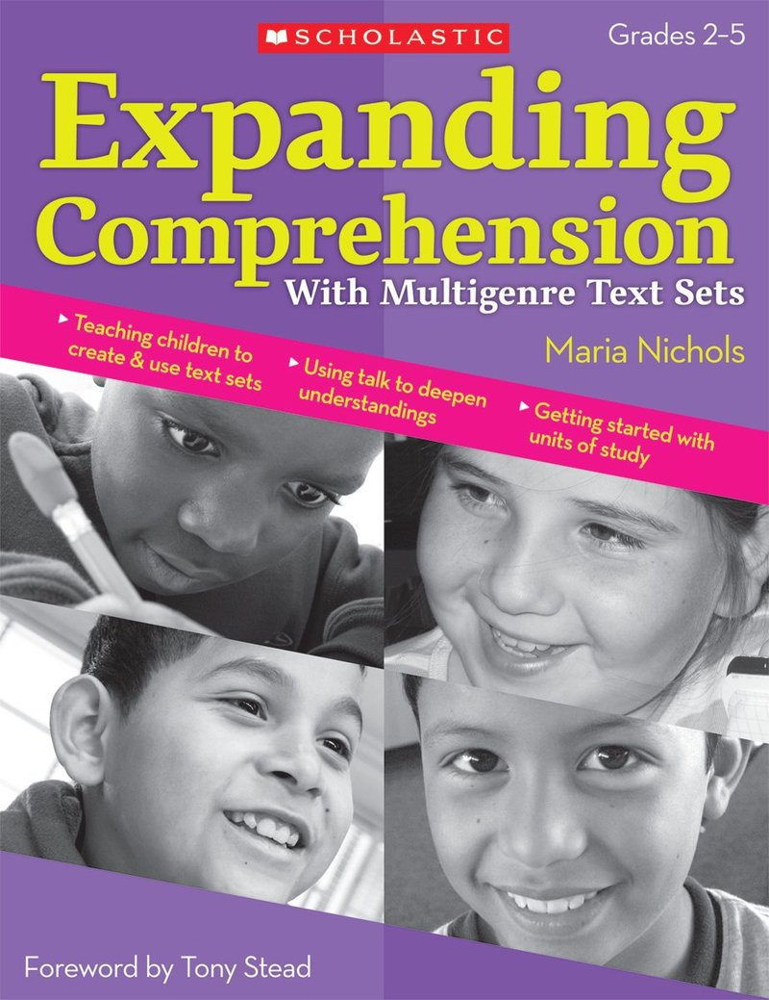 SCHOLASTIC
Grades 2–5
Expanding
Comprehension
With Multigenre Text Sets
Maria Nichols
Teaching children to
create & use text sets
Using talk to deepen
understandings
Getting started with
units of study
Foreword by Tony Stead